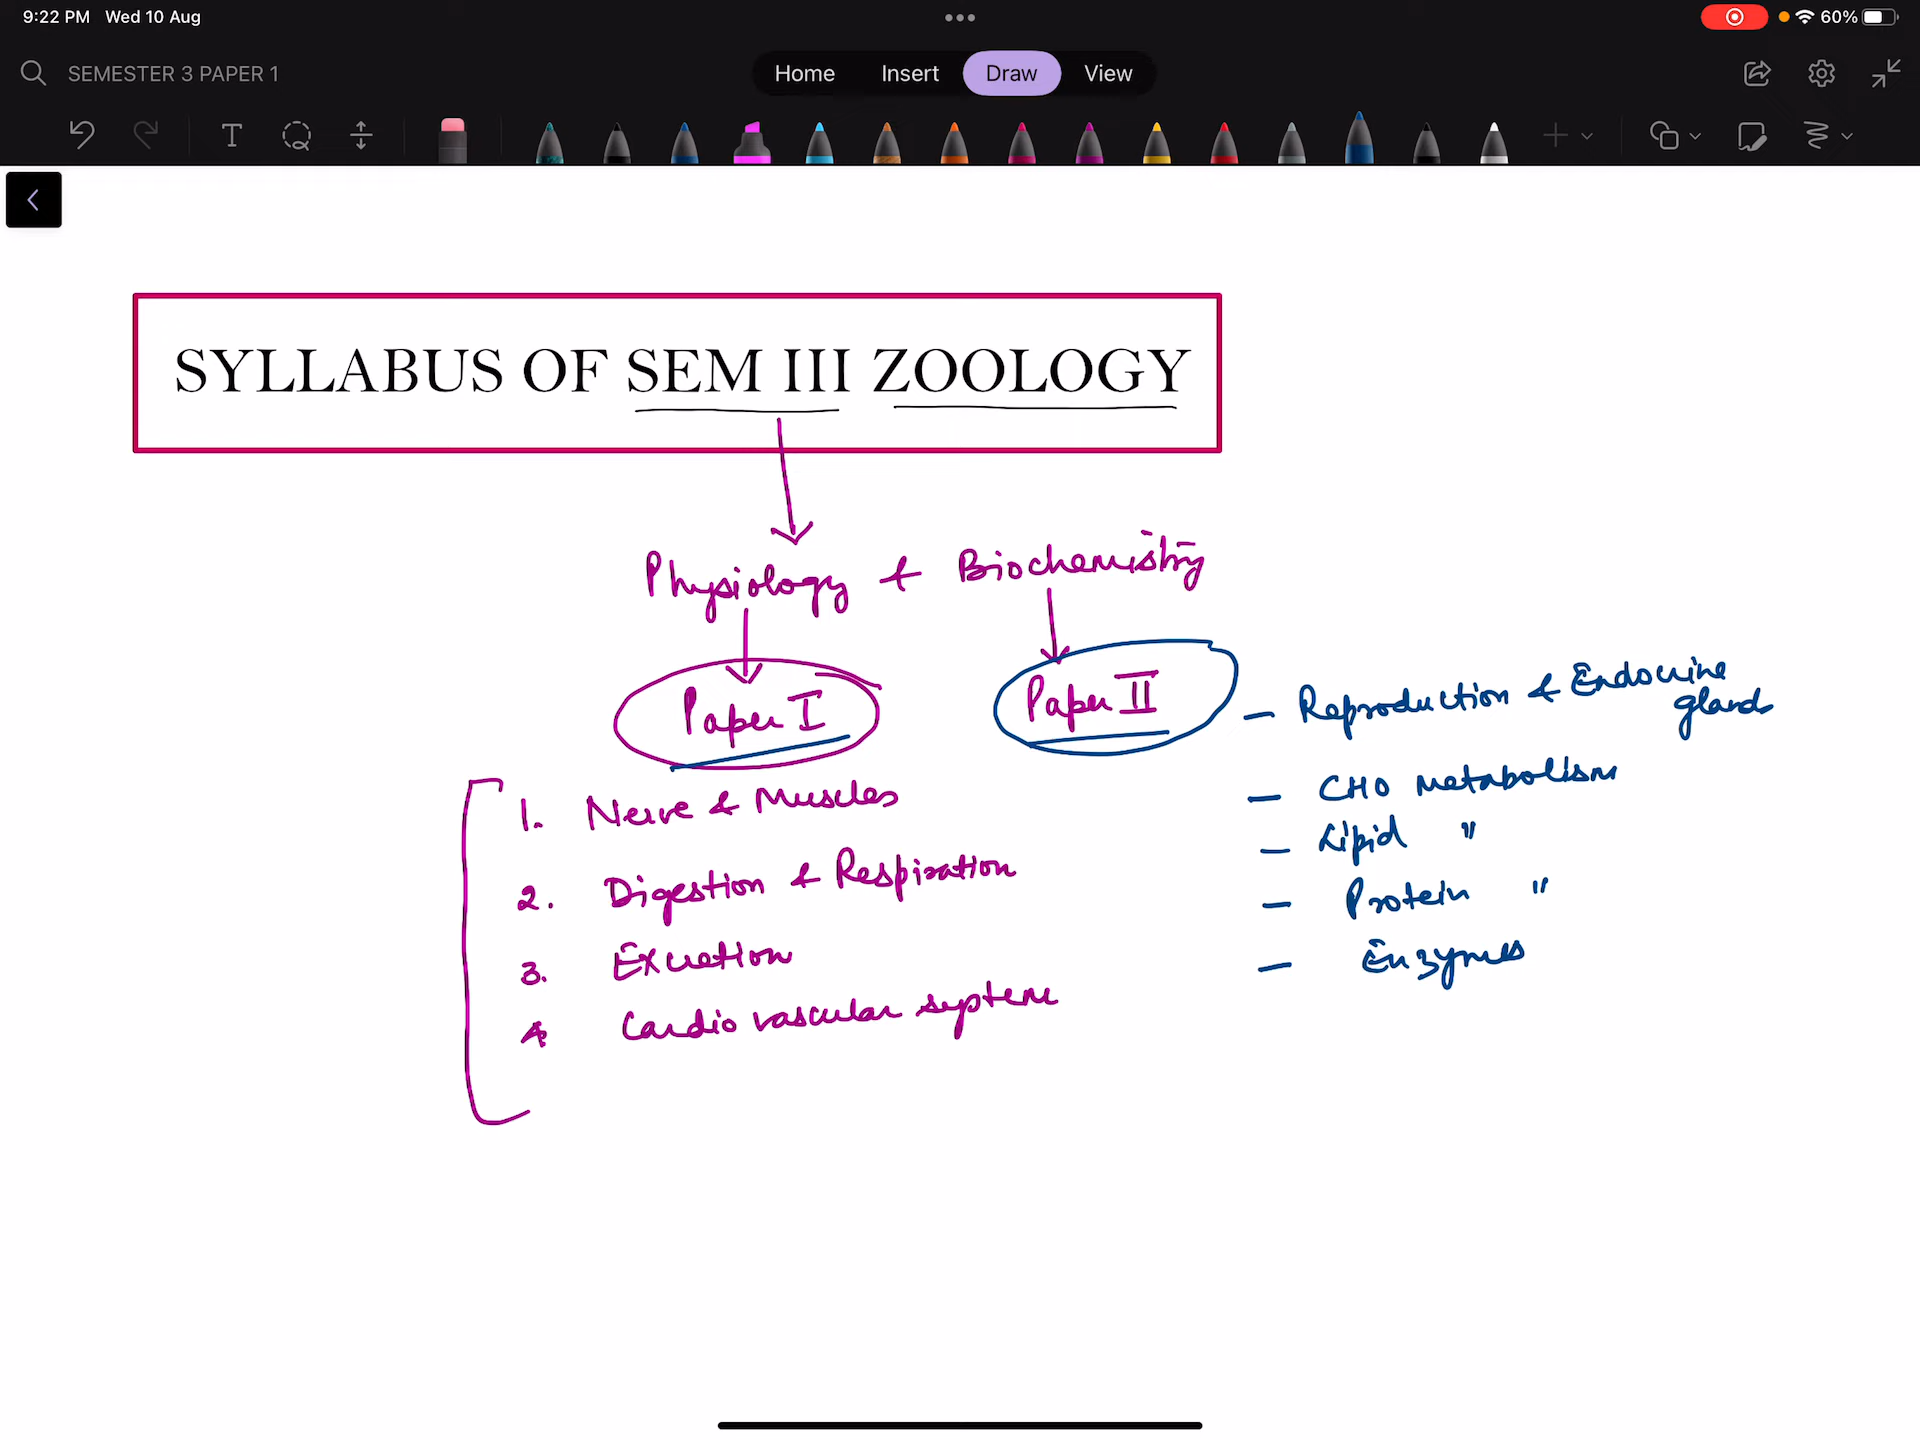 9:22 PM Wed 10 Aug
60%
SEMESTER 3 PAPER 1
Home Insert Draw View
T
SYLLABUS OF SEM III ZOOLOGY
Physiology & Biochemistry
Paper I
Paper II
- Reproduction & Endocrine
glands
- CHO metabolism
- Lipid "
- Protein "
- Enzymes
1. Nerve & Muscles
2. Digestion & Respiration
3. Excretion
4. Cardio vascular system